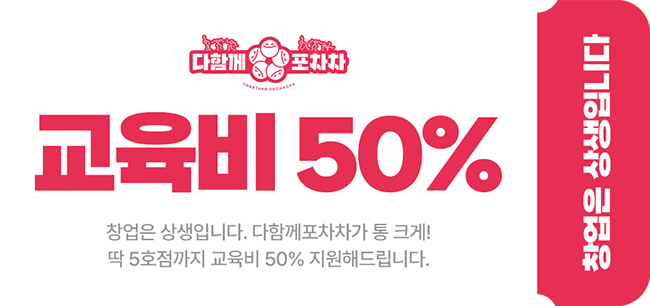 다함께 포차차
TOGETHER POCHACHA
교육비 50%
창업은 상생입니다. 다함께포차차가 통 크게!
딱 5호점까지 교육비 50% 지원해드립니다.
창업은 상생입니다